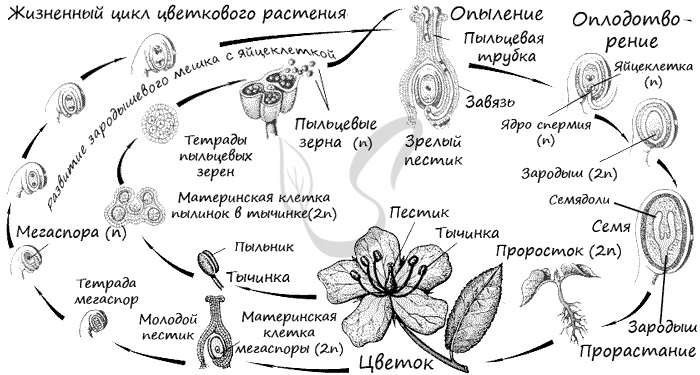 Жизненный цикл цветкового растения
Опыление
Оплодотво-
рение
Пыльцевая
трубка
развитие зародышевого мешка с яйцеклеткой
Яйцеклетка
(n)
Завязь
Пыльцевые
зерна (n)
Ядро спермия
(n)
Тетрады
пыльцевых
зерен
Зрелый
пестик
Зародыш (2n)
Материнская клетка
пылинок в тычинке(2n)
Семядоли
Семя
Пестик
Тычинка
Мегаспора (n)
Пыльник
Проросток (2n)
Тычинка
Тетрада
мегаспор
Молодой
пестик
Материнская
клетка
мегаспоры (2n)
Зародыш
Цветок
Прорастание